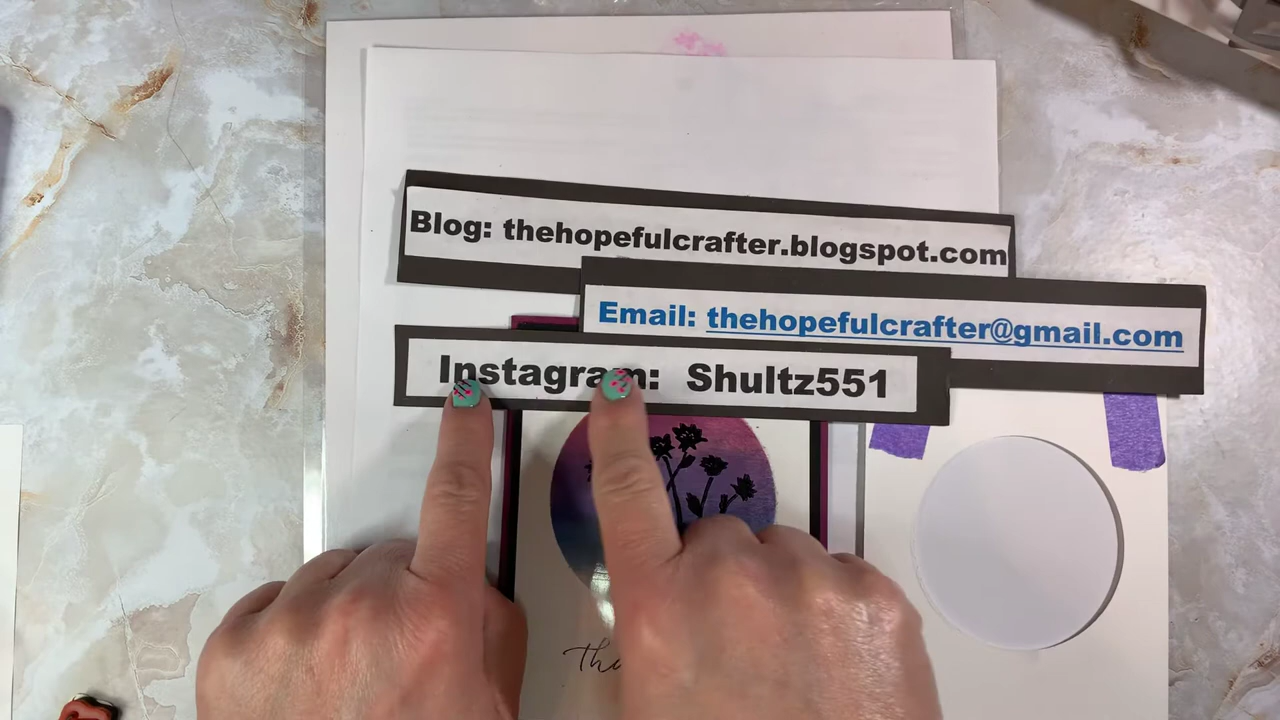 Blog: thehopefulcrafter.blogspot.com
Email: thehopefulcrafter@gmail.com
Instagram: Shultz551